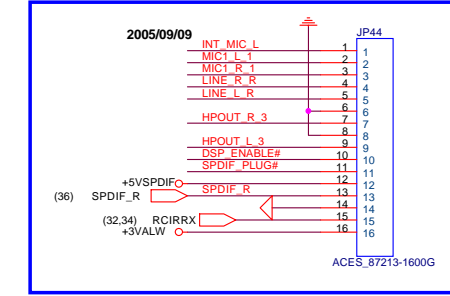 2005/09/09
JP44
INT_MIC_L 1 1
MIC1_L_1 2 2
MIC1_R_1 3 3
LINE_R_R 4 4
LINE_L_R 5 5
6 6
HPOUT_R_3 7 7
8 8
HPOUT_L_3 9 9
DSP_ENABLE# 10 10
SPDIF_PLUG# 11 11
+5VSPDIF 12 12
(36) SPDIF_R SPDIF_R 13 13
14 14
(32,34) RCIRRX 15 15
+3VALW 16 16
ACES_87213-1600G